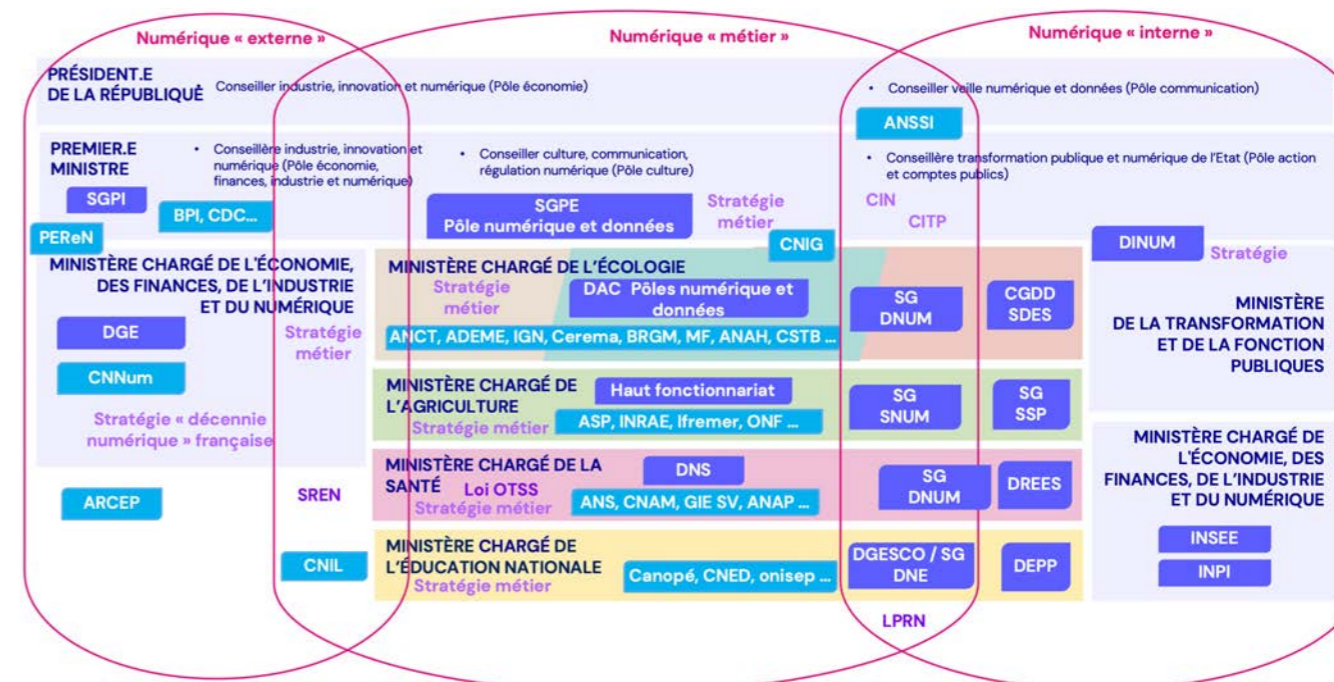 Numérique « externe »
Numérique « métier »
Numérique « interne »
PRÉSIDENT.E
DE LA RÉPUBLIQUE
• Conseiller industrie, innovation et numérique (Pôle économie)
• Conseiller veille numérique et données (Pôle communication)
ANSSI
PREMIER.E
MINISTRE
• Conseillère industrie, innovation et
numérique (Pôle économie,
finances, industrie et numérique)
• Conseiller culture, communication,
régulation numérique (Pôle culture)
• Conseillère transformation publique et numérique de l'Etat (Pôle action
et comptes publics)
SGPI
BPI, CDC...
PEReN
SGPE
Pôle numérique et données
Stratégie
métier
CIN
CITP
CNIG
DINUM
Stratégie
MINISTÈRE CHARGÉ DE L'ÉCONOMIE,
DES FINANCES, DE L'INDUSTRIE
ET DU NUMÉRIQUE
DGE
Stratégie
métier
CNNum
Stratégie « décennie
numérique » française
ARCEP
SREN
CNIL
MINISTÈRE CHARGÉ DE L'ÉCOLOGIE
Stratégie
métier
DAC Pôles numérique et
données
ANCT, ADEME, IGN, Cerema, BRGM, MF, ANAH, CSTB ...
SG
DNUM
CGDD
SDES
MINISTÈRE CHARGÉ DE
L'AGRICULTURE
Stratégie métier
Haut fonctionnariat
ASP, INRAE, Ifremer, ONF ...
SG
SNUM
SG
SSP
MINISTÈRE CHARGÉ DE LA
SANTÉ
Loi OTSS
Stratégie métier
DNS
ANS, CNAM, GIE SV, ANAP ...
SG
DNUM
DREES
MINISTÈRE CHARGÉ DE
L'ÉDUCATION NATIONALE
Stratégie métier
Canopé, CNED, onisep ...
DGESCO / SG
DNE
DEPP
LPRN
MINISTÈRE
DE LA TRANSFORMATION
ET DE LA FONCTION
PUBLIQUES
MINISTÈRE CHARGÉ DE
L'ÉCONOMIE, DES
FINANCES, DE L'INDUSTRIE
ET DU NUMÉRIQUE
INSEE
INPI